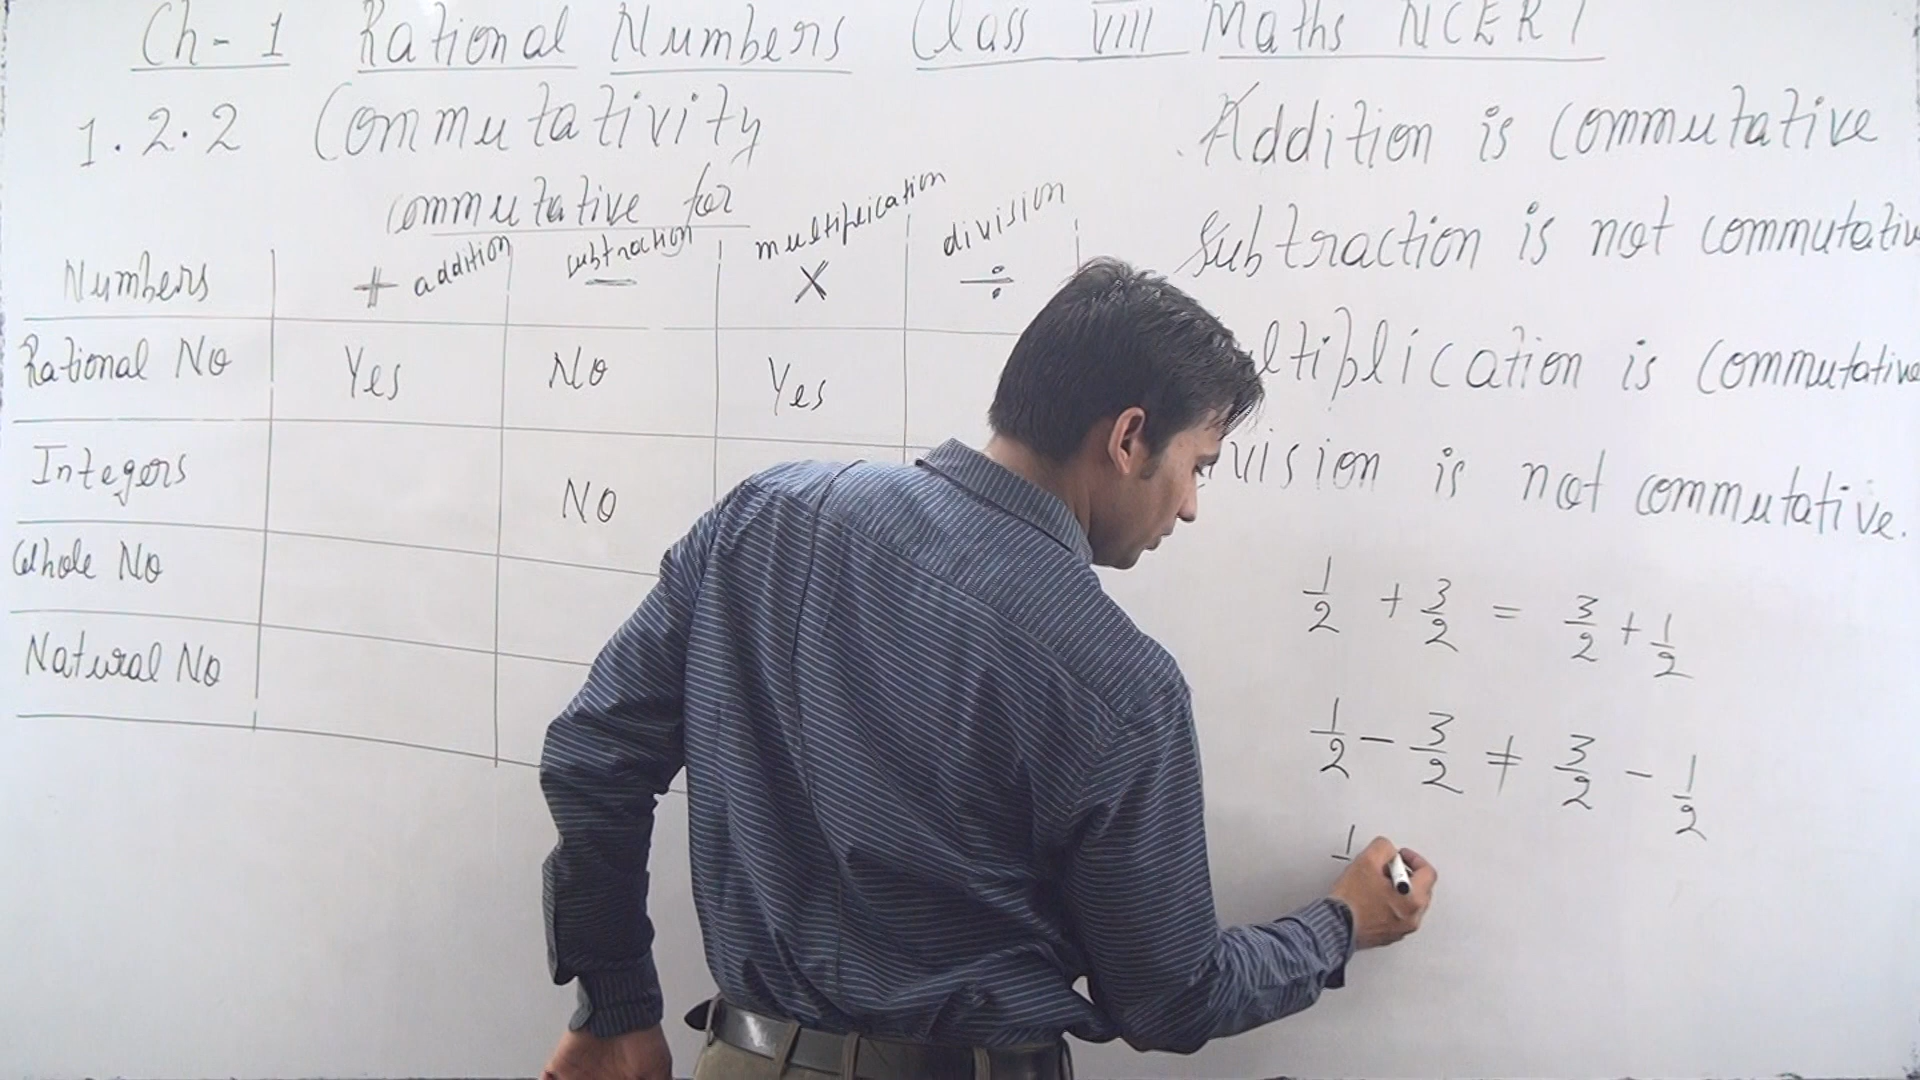 Ch-1 Rational Numbers Class VIII Maths NCERT
1.2.2 Commutativity
commutative for
Numbers + addition subtraction − multiplication × division ÷
Rational No Yes No Yes
Integers No
Whole No
Natural No
Addition is commutative
Subtraction is not commutative
ltiplication is commutative
vision is not commutative.
1/2 + 3/2 = 3/2 + 1/2
1/2 − 3/2 ≠ 3/2 − 1/2
1